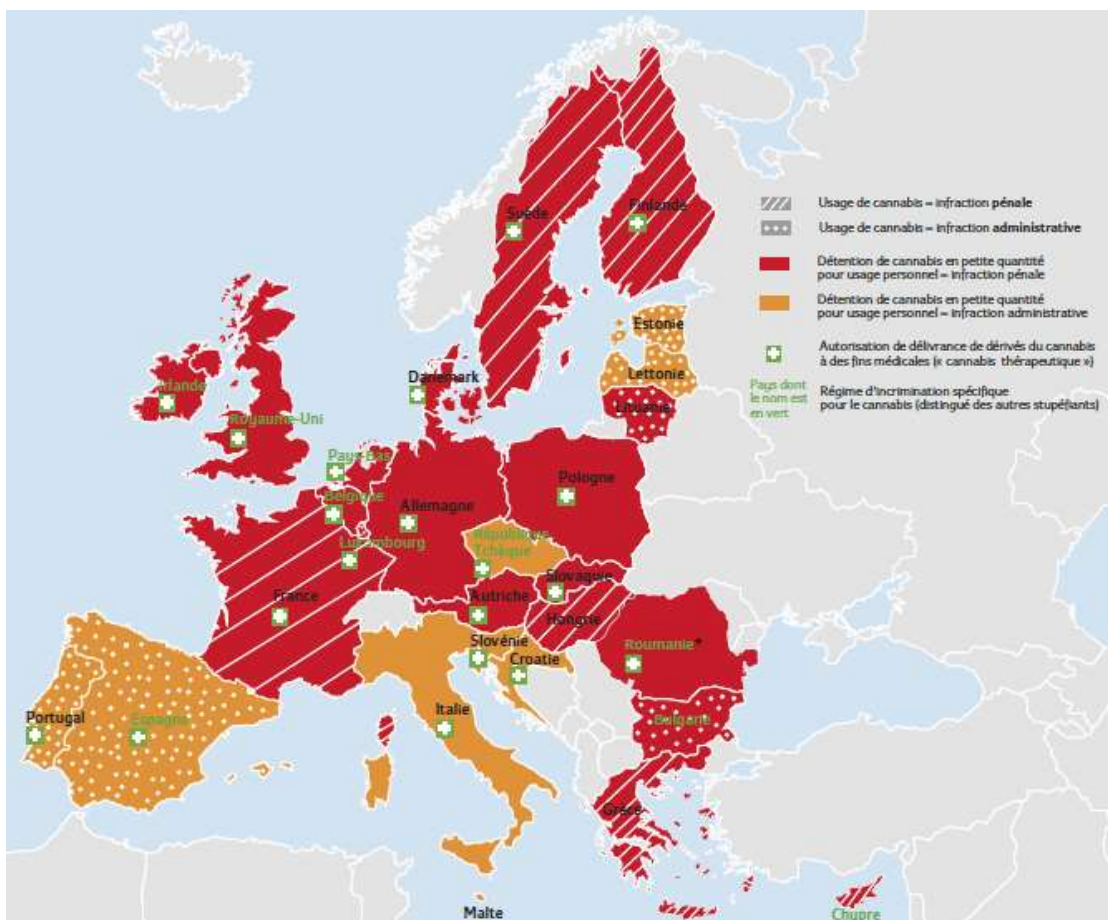 Suède
Finlande
Usage de cannabis = infraction pénale
Usage de cannabis = infraction administrative
Détention de cannabis en petite quantité
pour usage personnel = infraction pénale
Détention de cannabis en petite quantité
pour usage personnel = infraction administrative
Autorisation de délivrance de dérivés du cannabis
à des fins médicales (« cannabis thérapeutique »)
Pays dont
le nom est
en vert
Régime d'incrimination spécifique
pour le cannabis (distingué des autres stupéfiants)
Estonie
Lettonie
Lituanie
Danemark
Irlande
Royaume-Uni
Pays-Bas
Belgique
Allemagne
Pologne
Luxembourg
République
Tchèque
Slovaquie
France
Autriche
Hongrie
Slovénie
Croatie
Roumanie*
Portugal
Espagne
Italie
Bulgarie
Grèce
Malte
Chypre